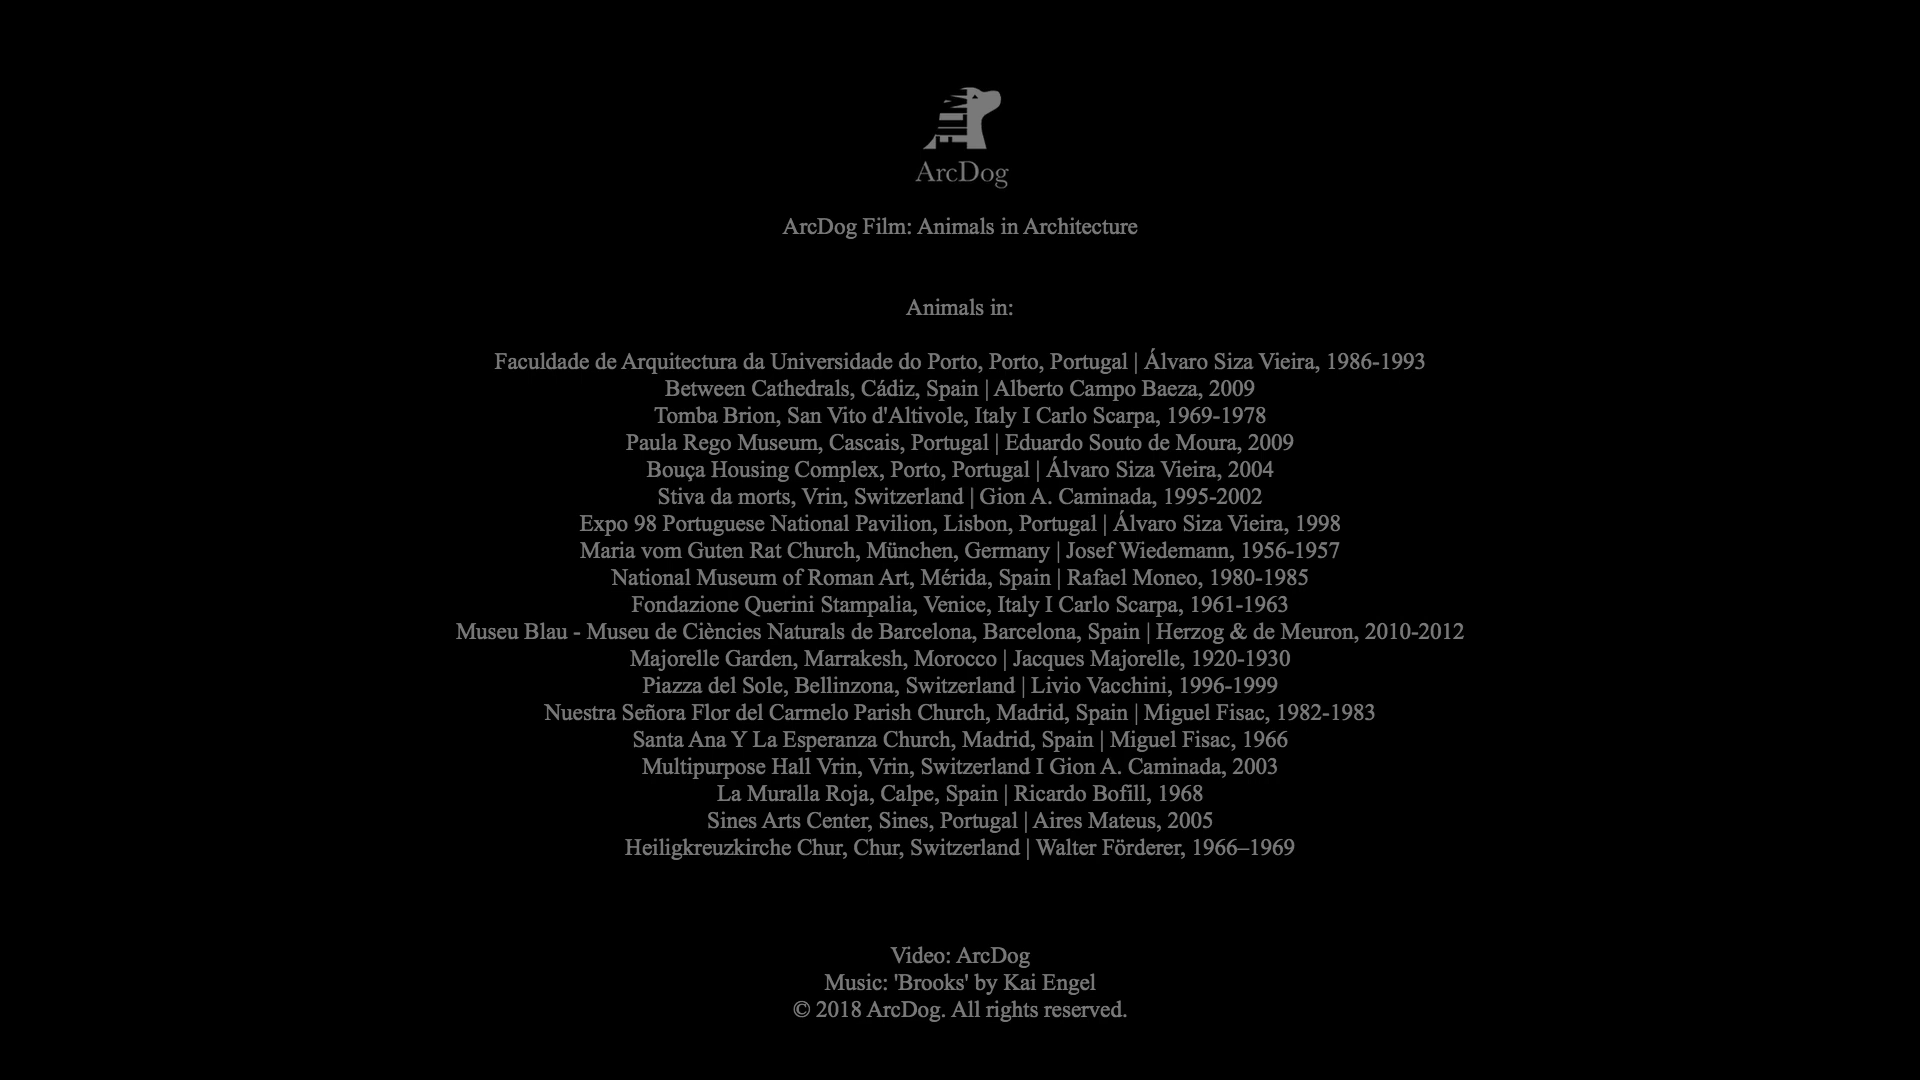 ArcDog
ArcDog Film: Animals in Architecture
Animals in:
Faculdade de Arquitectura da Universidade do Porto, Porto, Portugal | Álvaro Siza Vieira, 1986-1993
Between Cathedrals, Cádiz, Spain | Alberto Campo Baeza, 2009
Tomba Brion, San Vito d'Altivole, Italy I Carlo Scarpa, 1969-1978
Paula Rego Museum, Cascais, Portugal | Eduardo Souto de Moura, 2009
Bouça Housing Complex, Porto, Portugal | Álvaro Siza Vieira, 2004
Stiva da morts, Vrin, Switzerland | Gion A. Caminada, 1995-2002
Expo 98 Portuguese National Pavilion, Lisbon, Portugal | Álvaro Siza Vieira, 1998
Maria vom Guten Rat Church, München, Germany | Josef Wiedemann, 1956-1957
National Museum of Roman Art, Mérida, Spain | Rafael Moneo, 1980-1985
Fondazione Querini Stampalia, Venice, Italy I Carlo Scarpa, 1961-1963
Museu Blau - Museu de Ciències Naturals de Barcelona, Barcelona, Spain | Herzog & de Meuron, 2010-2012
Majorelle Garden, Marrakesh, Morocco | Jacques Majorelle, 1920-1930
Piazza del Sole, Bellinzona, Switzerland | Livio Vacchini, 1996-1999
Nuestra Señora Flor del Carmelo Parish Church, Madrid, Spain | Miguel Fisac, 1982-1983
Santa Ana Y La Esperanza Church, Madrid, Spain | Miguel Fisac, 1966
Multipurpose Hall Vrin, Vrin, Switzerland I Gion A. Caminada, 2003
La Muralla Roja, Calpe, Spain | Ricardo Bofill, 1968
Sines Arts Center, Sines, Portugal | Aires Mateus, 2005
Heiligkreuzkirche Chur, Chur, Switzerland | Walter Förderer, 1966–1969
Video: ArcDog
Music: 'Brooks' by Kai Engel
© 2018 ArcDog. All rights reserved.